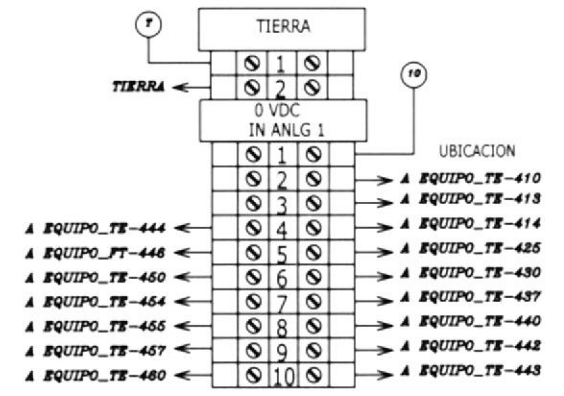 7
TIERRA
1
10
TIERRA 2
0 VDC
IN ANLG 1
1 UBICACION
2 A EQUIPO_TE-410
3 A EQUIPO_TE-413
A EQUIPO_TE-444 4 A EQUIPO_TE-414
A EQUIPO_FT-446 5 A EQUIPO_TE-425
A EQUIPO_TE-450 6 A EQUIPO_TE-430
A EQUIPO_TE-454 7 A EQUIPO_TE-437
A EQUIPO_TE-455 8 A EQUIPO_TE-440
A EQUIPO_TE-457 9 A EQUIPO_TE-442
A EQUIPO_TE-460 10 A EQUIPO_TE-443